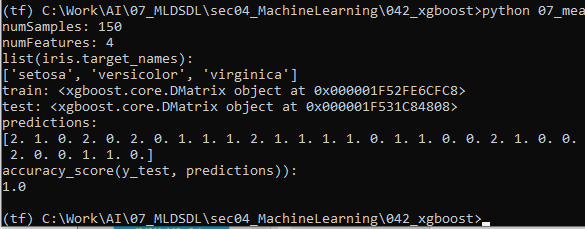 (tf) C:\Work\AI\07_MLDSDL\sec04_MachineLearning\042_xgboost>python 07_mea
numSamples: 150
numFeatures: 4
list(iris.target_names):
['setosa', 'versicolor', 'virginica']
train: <xgboost.core.DMatrix object at 0x000001F52FE6CFC8>
test: <xgboost.core.DMatrix object at 0x000001F531C84808>
predictions:
[2. 1. 0. 2. 0. 2. 0. 1. 1. 1. 2. 1. 1. 1. 1. 0. 1. 1. 0. 0. 2. 1. 0. 0.
2. 0. 0. 1. 1. 0.]
accuracy_score(y_test, predictions)):
1.0
(tf) C:\Work\AI\07_MLDSDL\sec04_MachineLearning\042_xgboost>